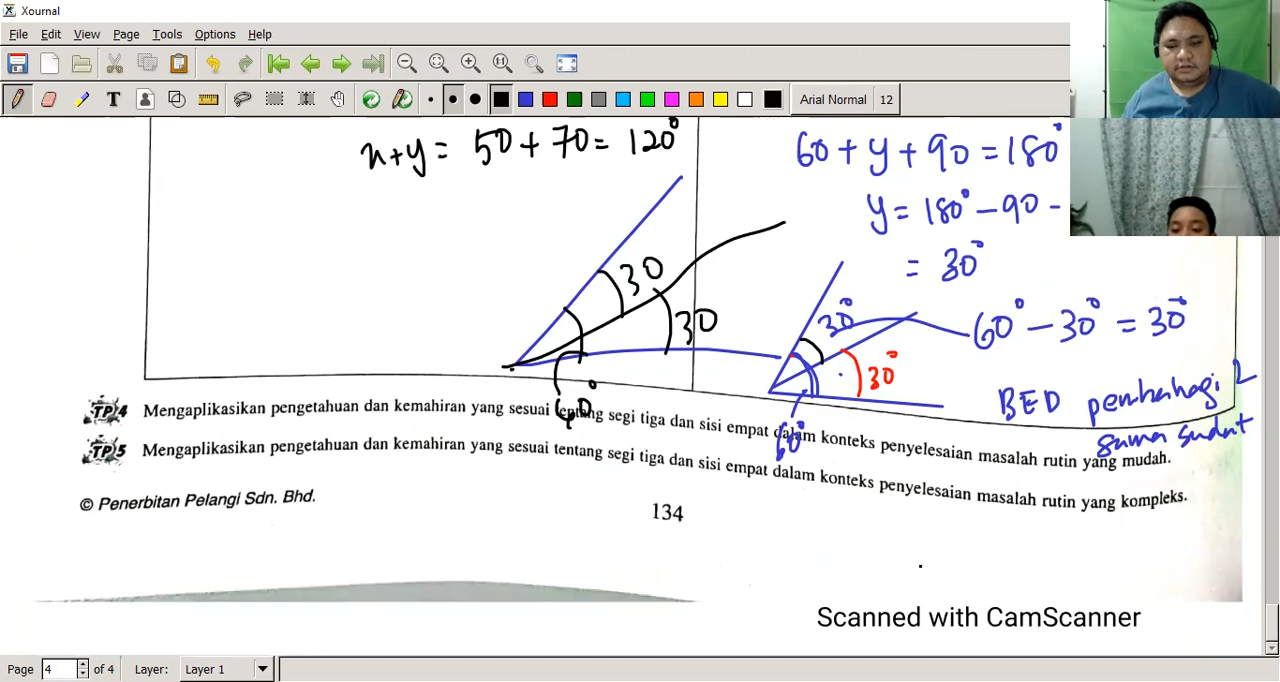 Xournal
File Edit View Page Tools Options Help
T
Arial Normal 12
x+y = 50 + 70 = 120°
60 + y + 90 = 180°
y = 180° - 90 -
= 30°
30
30
60°
30°
30°
60°
60° - 30° = 30°
BED pembahagi 2
sama sudut
TP 4 Mengaplikasikan pengetahuan dan kemahiran yang sesuai tentang segi tiga dan sisi empat dalam konteks penyelesaian masalah rutin yang mudah.
TP 5 Mengaplikasikan pengetahuan dan kemahiran yang sesuai tentang segi tiga dan sisi empat dalam konteks penyelesaian masalah rutin yang kompleks.
© Penerbitan Pelangi Sdn. Bhd.
134
Scanned with CamScanner
Page 4 of 4 Layer: Layer 1